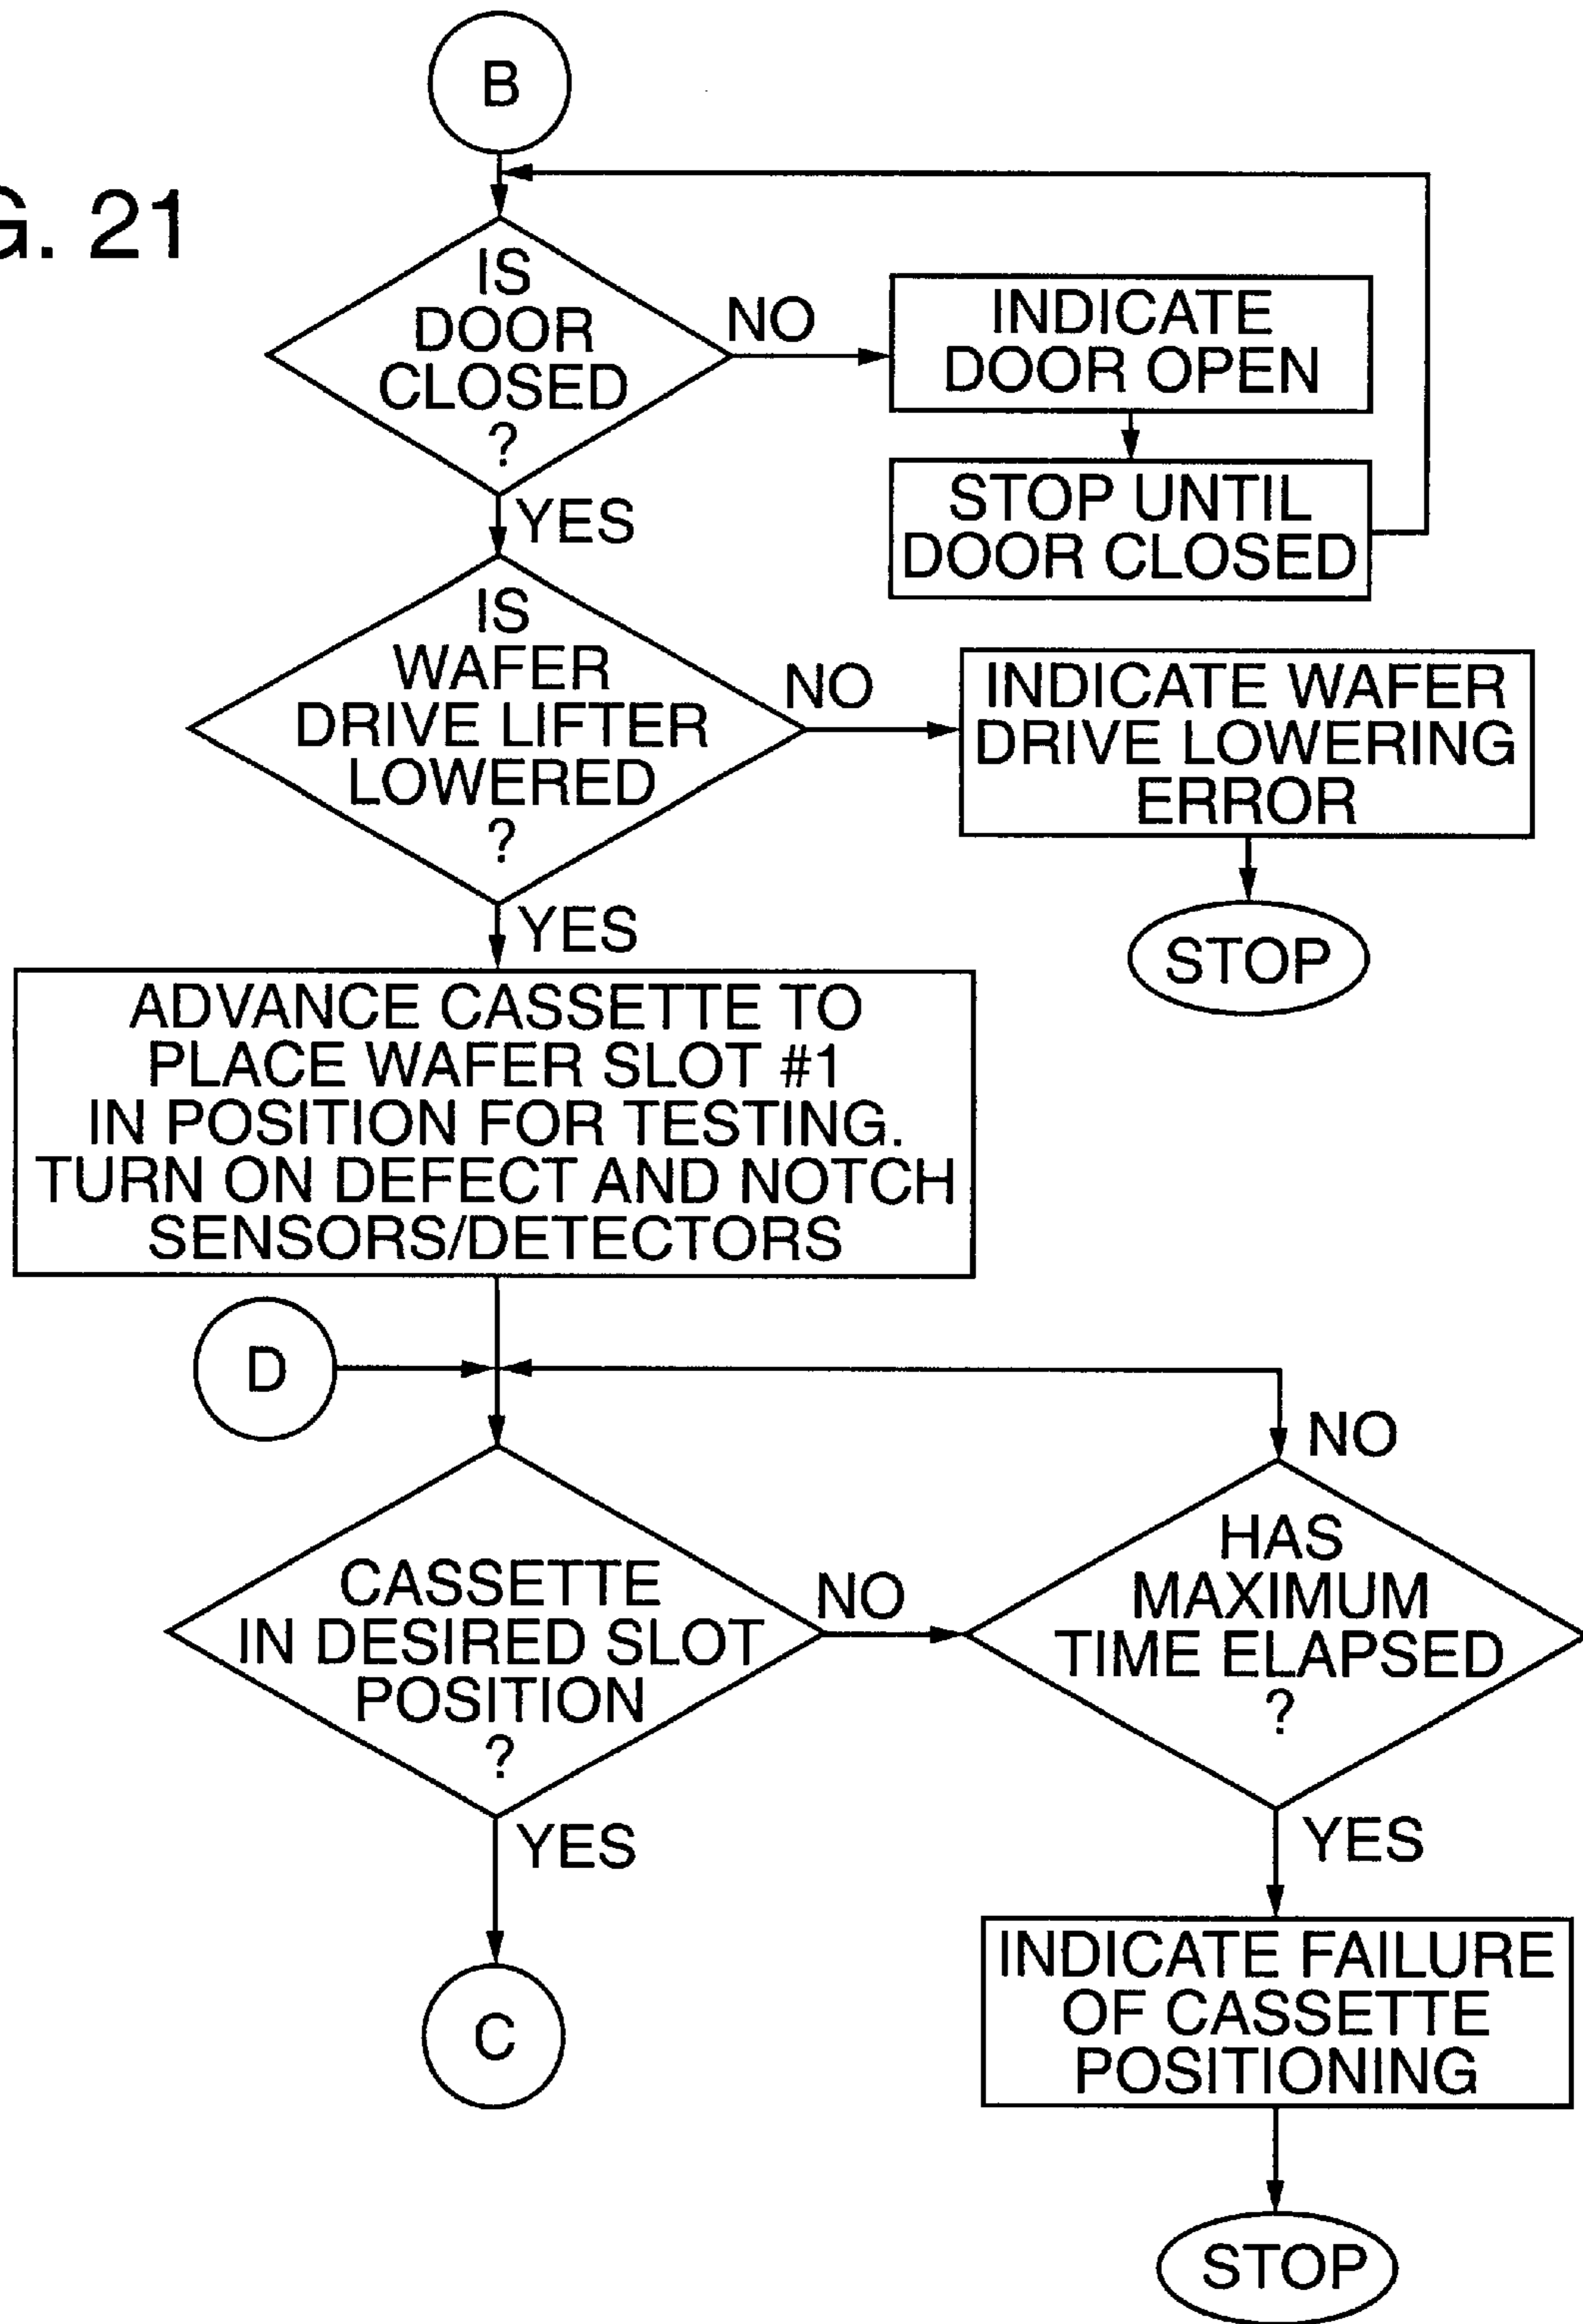 B
G. 21
IS
DOOR
CLOSED
?
NO
INDICATE
DOOR OPEN
STOP UNTIL
DOOR CLOSED
YES
IS
WAFER
DRIVE LIFTER
LOWERED
?
NO
INDICATE WAFER
DRIVE LOWERING
ERROR
STOP
YES
ADVANCE CASSETTE TO
PLACE WAFER SLOT #1
IN POSITION FOR TESTING.
TURN ON DEFECT AND NOTCH
SENSORS/DETECTORS
D
CASSETTE
IN DESIRED SLOT
POSITION
?
NO
NO
HAS
MAXIMUM
TIME ELAPSED
?
YES
C
YES
INDICATE FAILURE
OF CASSETTE
POSITIONING
STOP